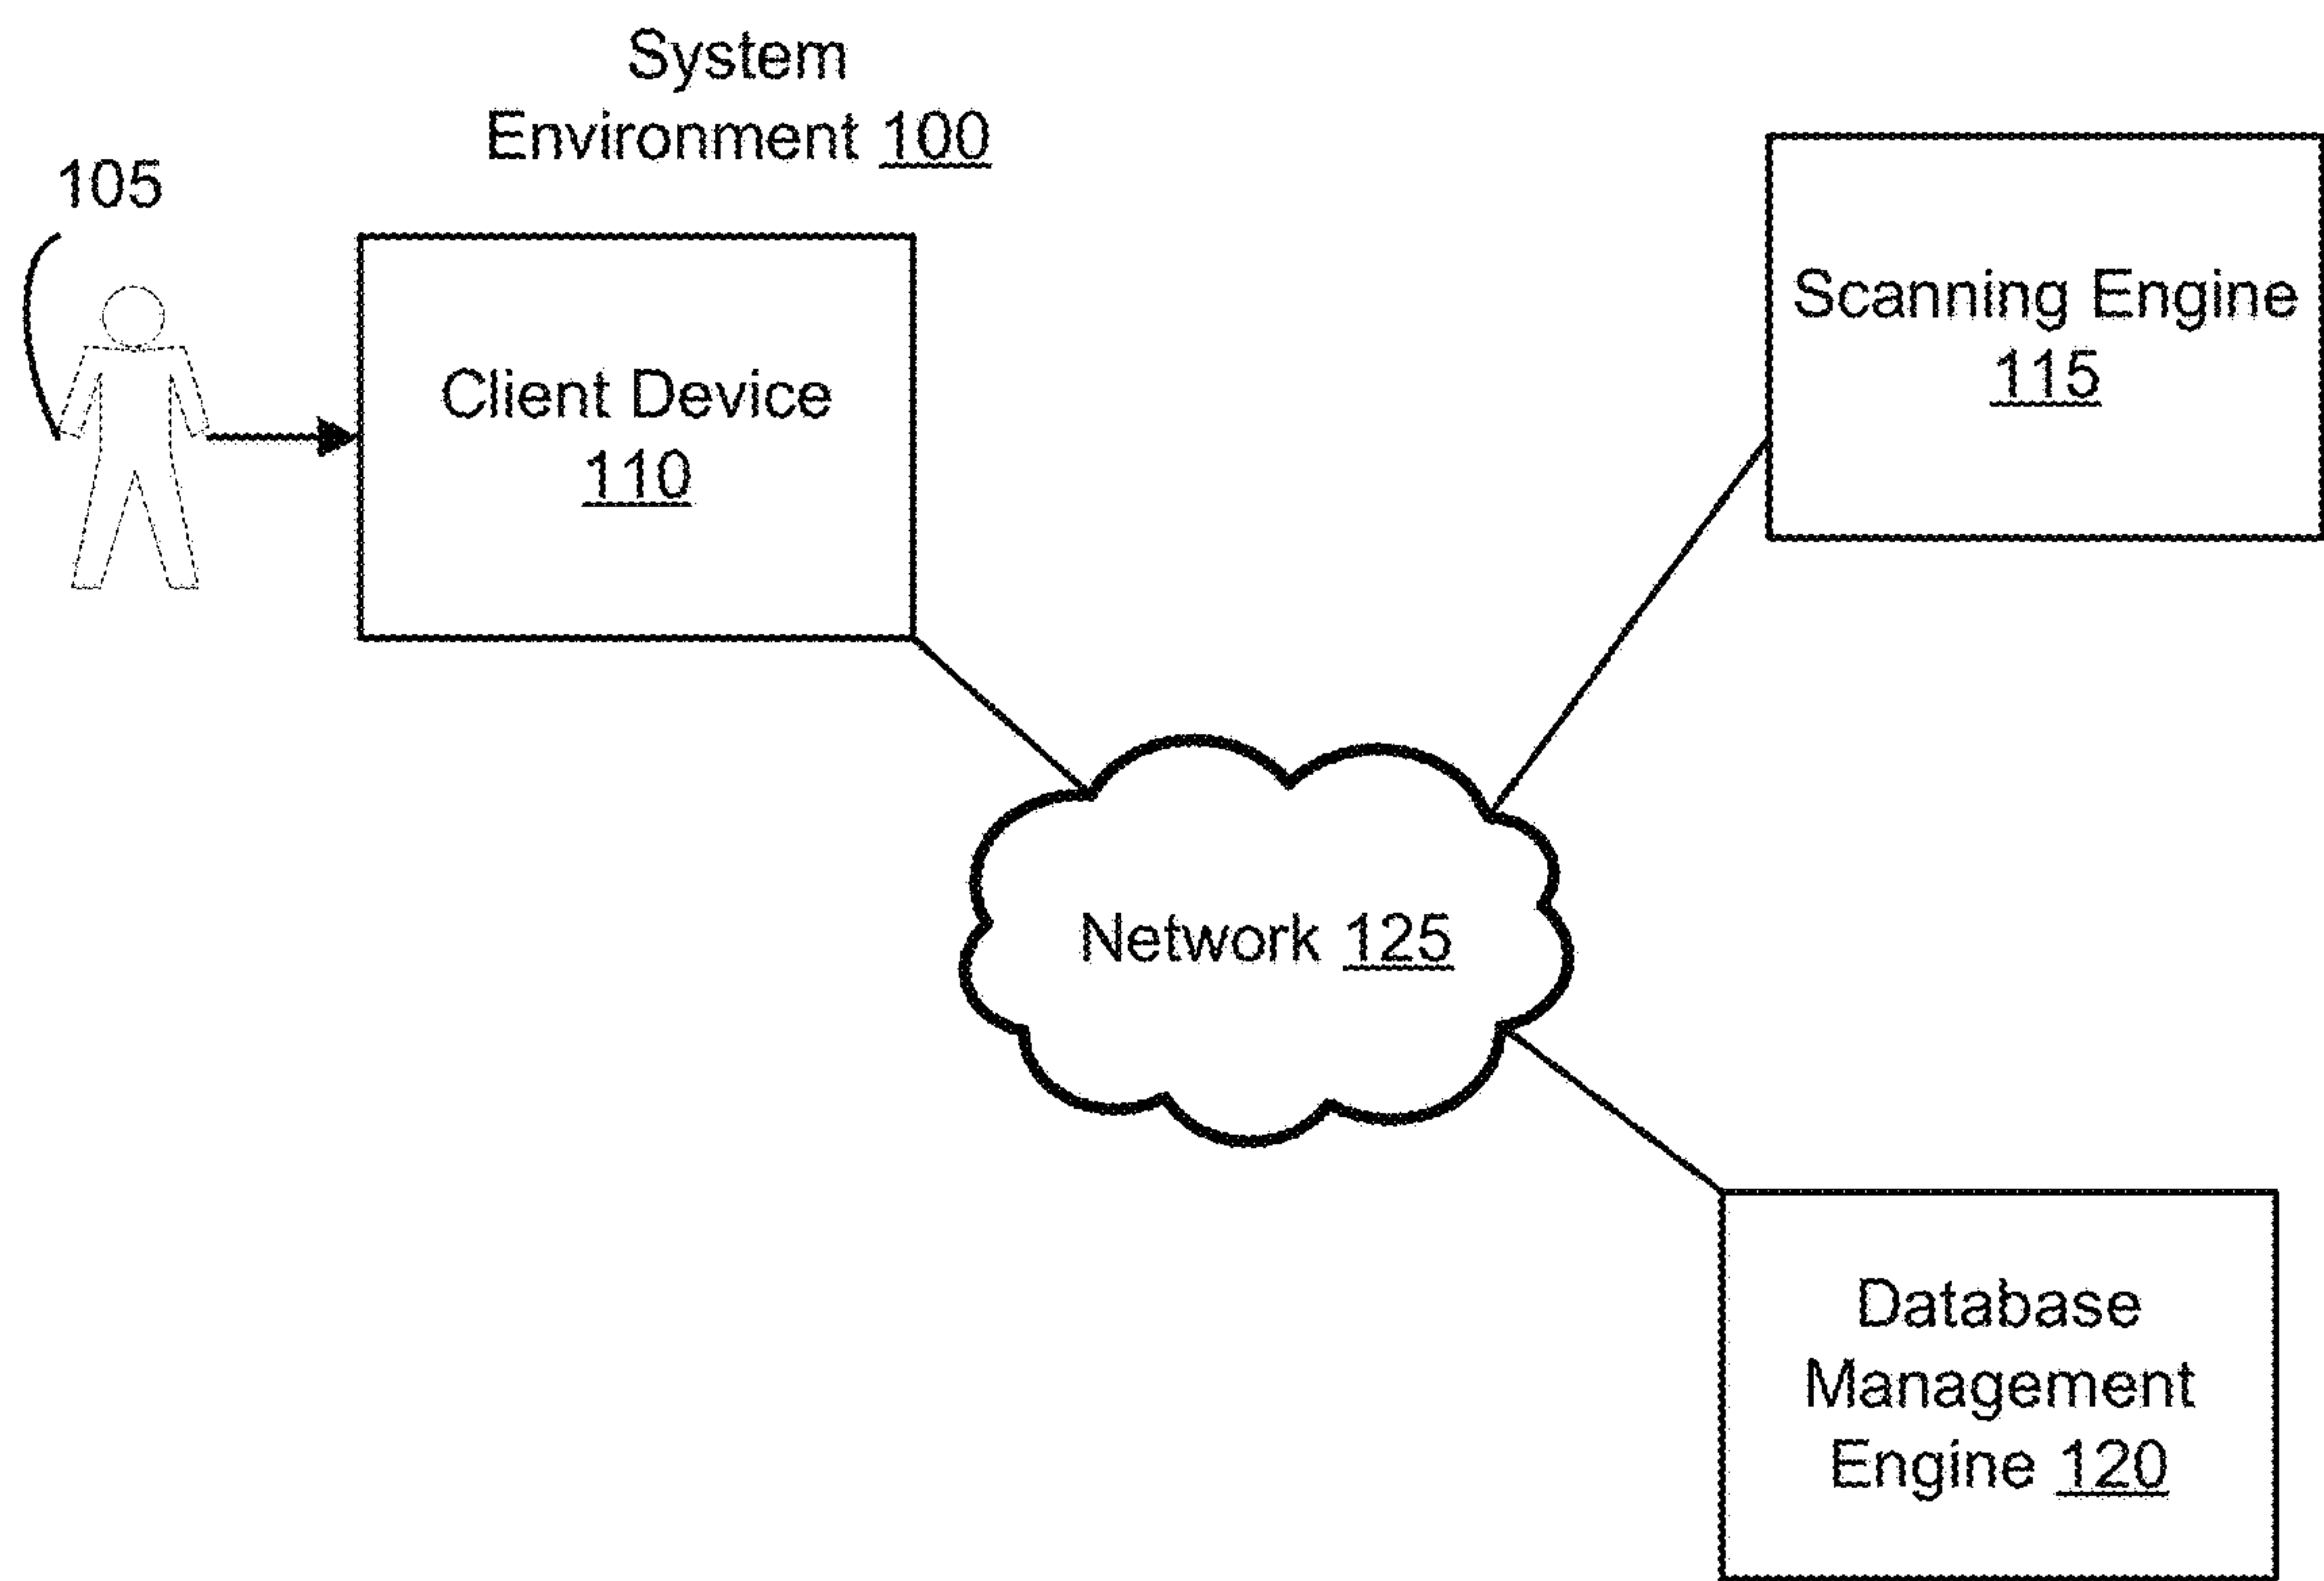 System
Environment 100
105
Client Device
110
Scanning Engine
115
Network 125
Database
Management
Engine 120